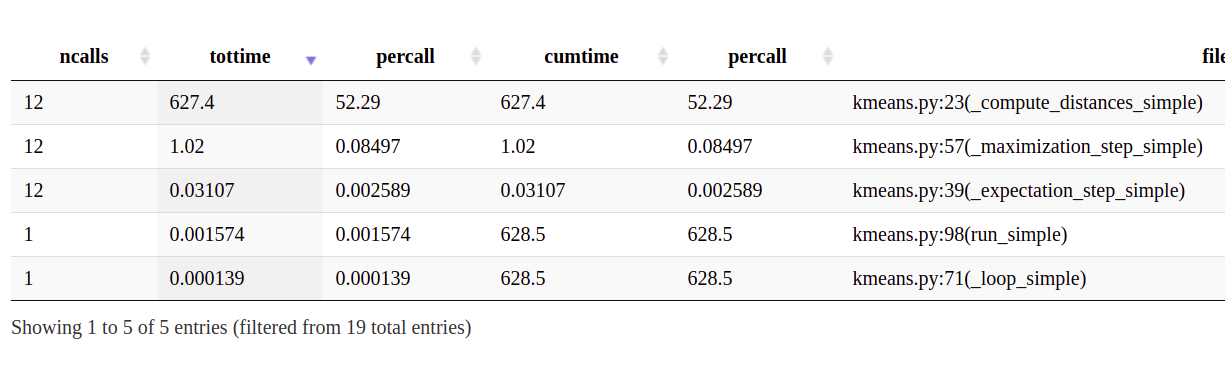 ncalls tottime percall cumtime percall file
12 627.4 52.29 627.4 52.29 kmeans.py:23(_compute_distances_simple)
12 1.02 0.08497 1.02 0.08497 kmeans.py:57(_maximization_step_simple)
12 0.03107 0.002589 0.03107 0.002589 kmeans.py:39(_expectation_step_simple)
1 0.001574 0.001574 628.5 628.5 kmeans.py:98(run_simple)
1 0.000139 0.000139 628.5 628.5 kmeans.py:71(_loop_simple)
Showing 1 to 5 of 5 entries (filtered from 19 total entries)